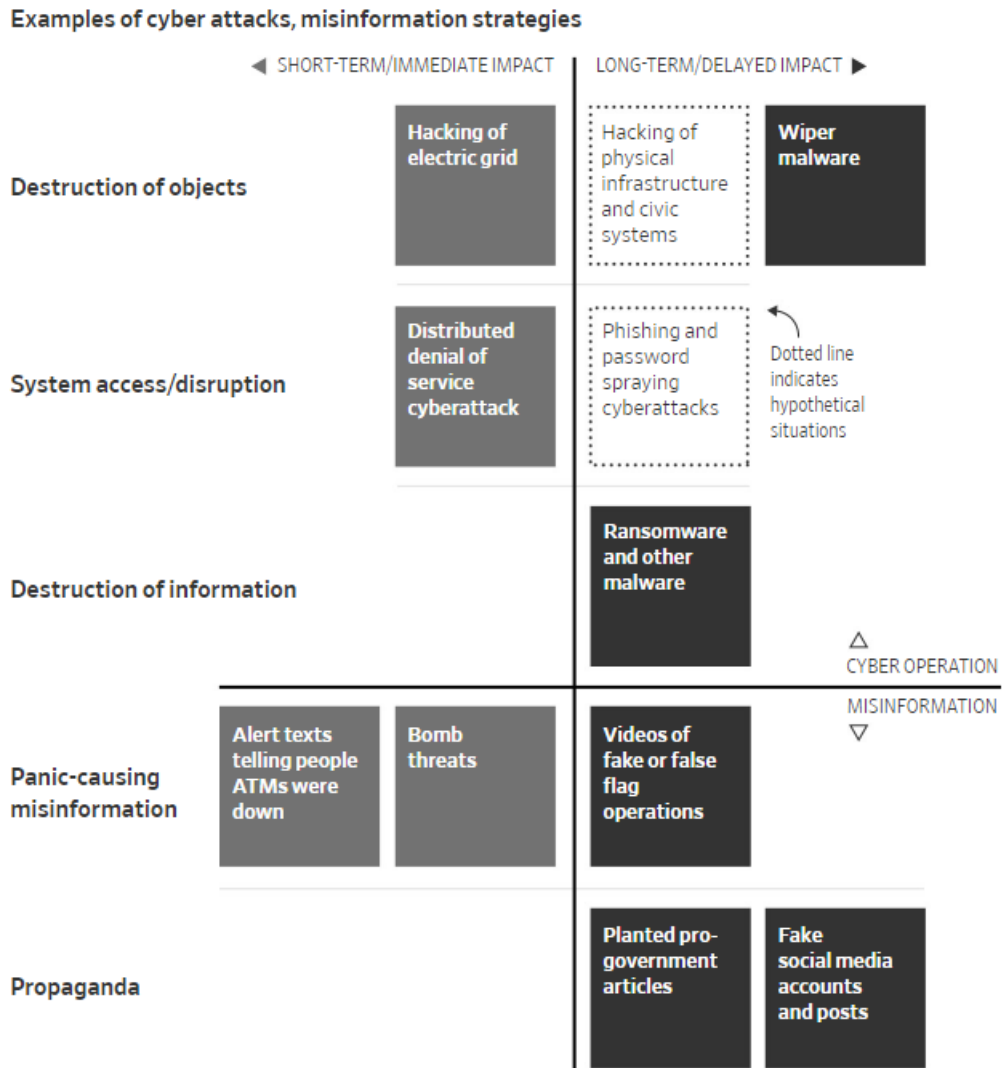 Examples of cyber attacks, misinformation strategies
◀ SHORT-TERM/IMMEDIATE IMPACT
LONG-TERM/DELAYED IMPACT ▶
Destruction of objects
Hacking of
electric grid
Hacking of
physical
infrastructure
and civic
systems
Wiper
malware
System access/disruption
Distributed
denial of
service
cyberattack
Phishing and
password
spraying
cyberattacks
Dotted line
indicates
hypothetical
situations
Destruction of information
Ransomware
and other
malware
△
CYBER OPERATION
MISINFORMATION
▽
Panic-causing
misinformation
Alert texts
telling people
ATMs were
down
Bomb
threats
Videos of
fake or false
flag
operations
Propaganda
Planted pro-
government
articles
Fake
social media
accounts
and posts